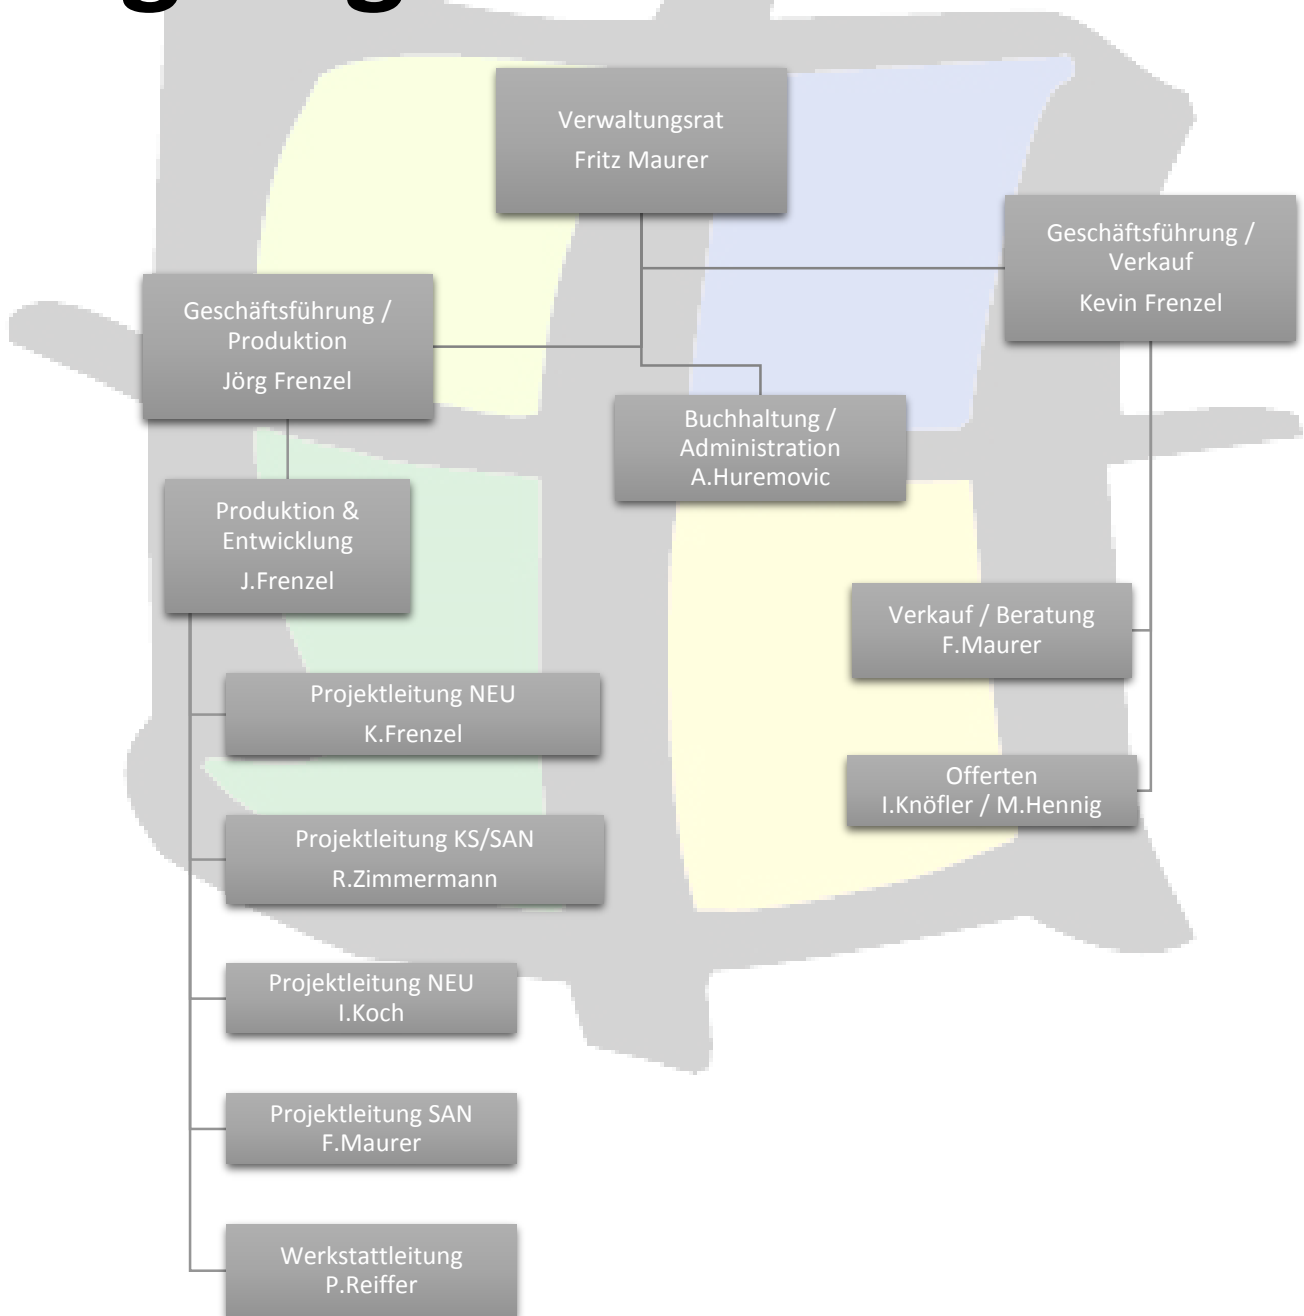 Verwaltungsrat
Fritz Maurer
Geschäftsführung /
Verkauf
Kevin Frenzel
Geschäftsführung /
Produktion
Jörg Frenzel
Buchhaltung /
Administration
A.Huremovic
Produktion &
Entwicklung
J.Frenzel
Verkauf / Beratung
F.Maurer
Projektleitung NEU
K.Frenzel
Offerten
I.Knöfler / M.Hennig
Projektleitung KS/SAN
R.Zimmermann
Projektleitung NEU
I.Koch
Projektleitung SAN
F.Maurer
Werkstattleitung
P.Reiffer